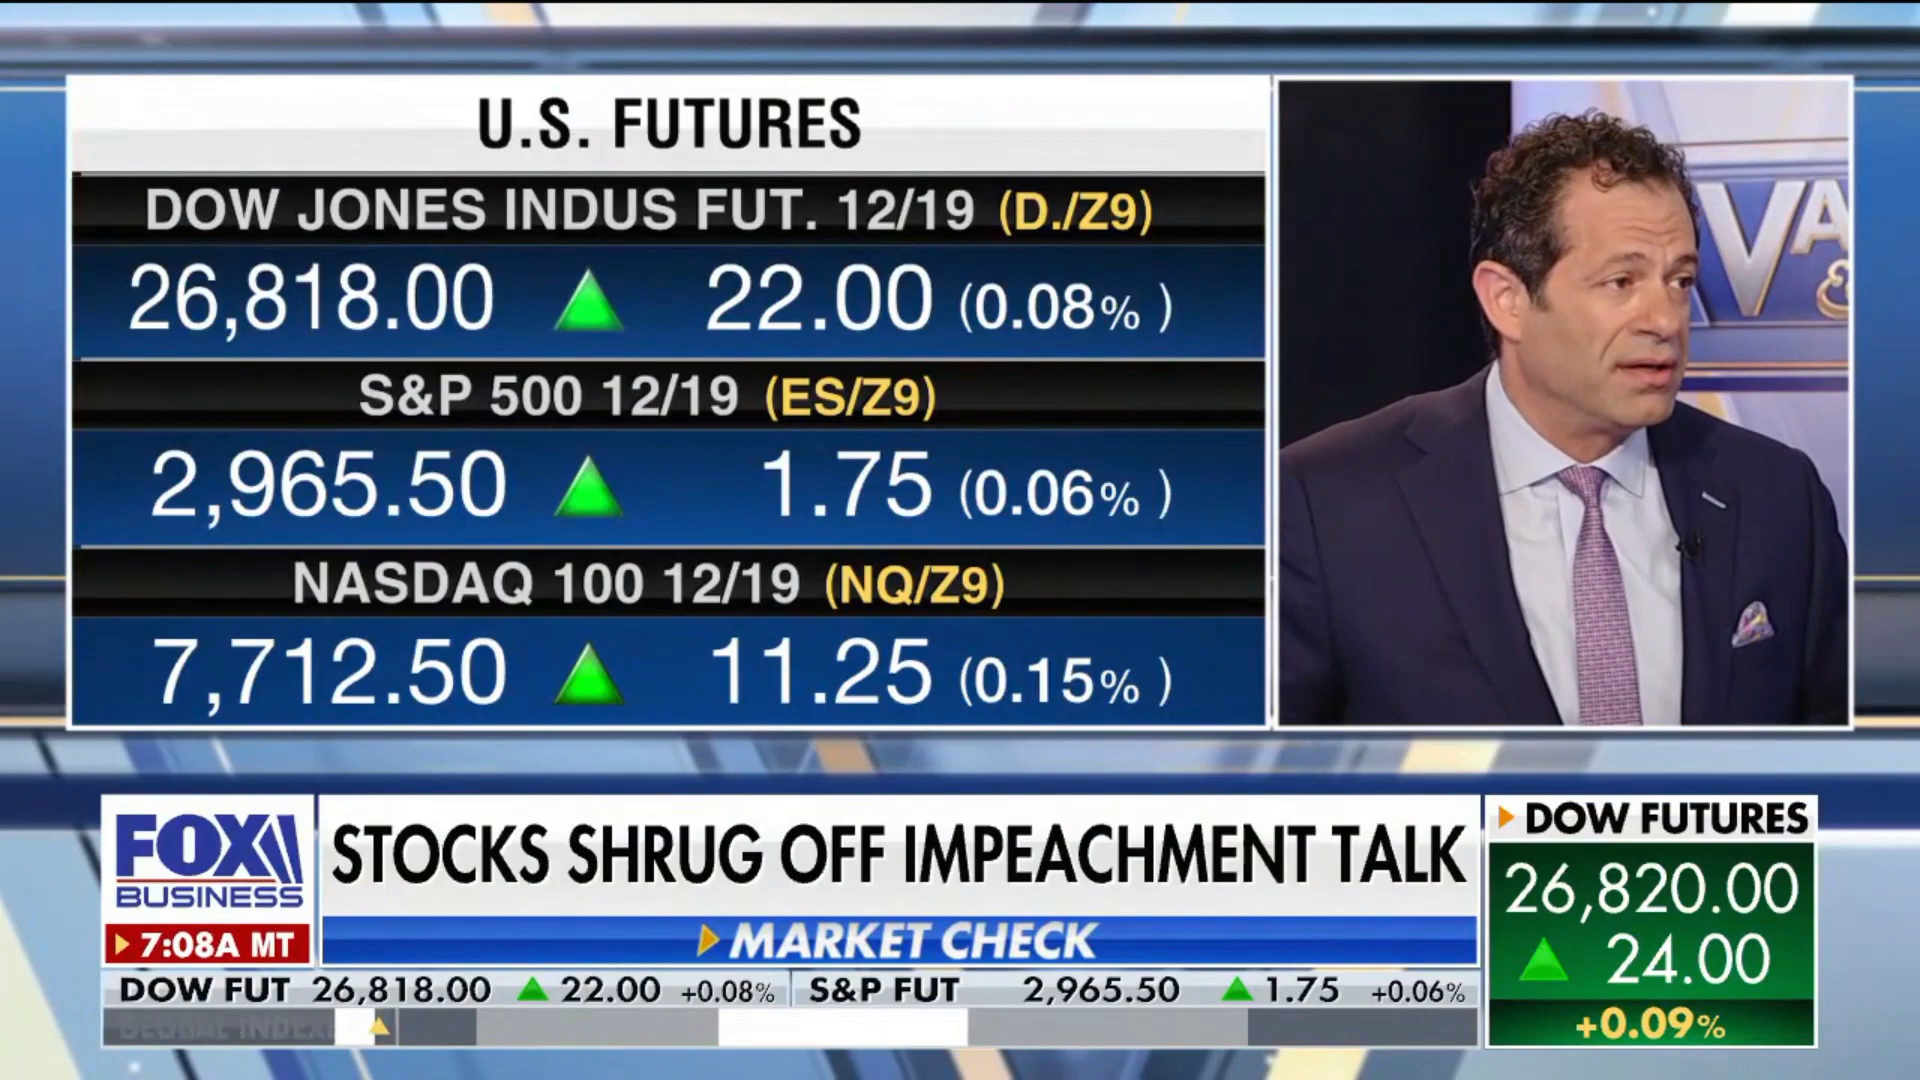 U.S. FUTURES
DOW JONES INDUS FUT. 12/19 (D./Z9)
26,818.00 ▲ 22.00 (0.08% )
S&P 500 12/19 (ES/Z9)
2,965.50 ▲ 1.75 (0.06% )
NASDAQ 100 12/19 (NQ/Z9)
7,712.50 ▲ 11.25 (0.15% )
VA
&
FOX
BUSINESS
7:08A MT
STOCKS SHRUG OFF IMPEACHMENT TALK
MARKET CHECK
DOW FUTURES
26,820.00
▲ 24.00
+0.09%
DOW FUT 26,818.00 ▲ 22.00 +0.08% S&P FUT 2,965.50 ▲ 1.75 +0.06%